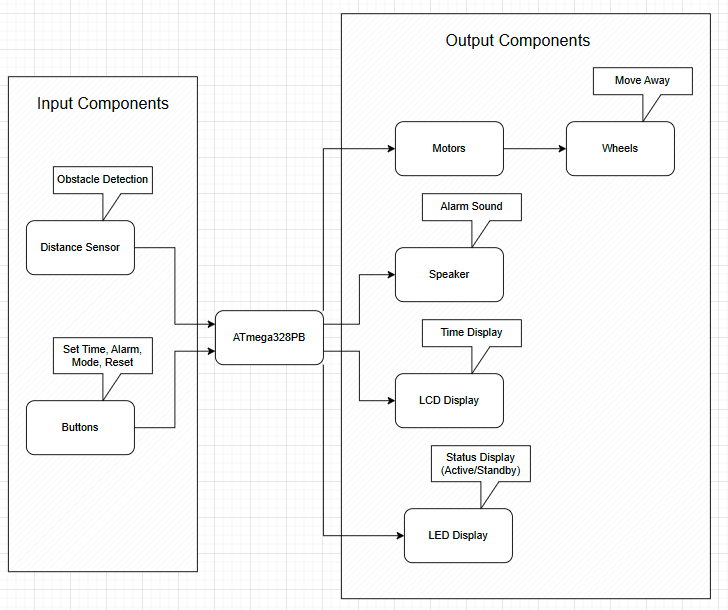 Input Components
Obstacle Detection
Distance Sensor
Set Time, Alarm,
Mode, Reset
Buttons
ATmega328PB
Output Components
Move Away
Motors
Wheels
Alarm Sound
Speaker
Time Display
LCD Display
Status Display
(Active/Standby)
LED Display